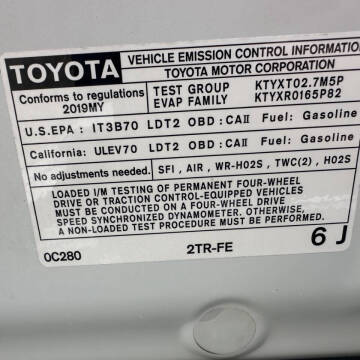 TOYOTA
VEHICLE EMISSION CONTROL INFORMATION
TOYOTA MOTOR CORPORATION
Conforms to regulations
2019MY
TEST GROUP KTYXT02.7M5P
EVAP FAMILY KTYXR0165P82
U.S.EPA : IT3B70 LDT2 OBD : CAII Fuel: Gasoline
California: ULEV70 LDT2 OBD : CAII Fuel: Gasoline
No adjustments needed.
SFI , AIR , WR-HO2S , TWC(2) , HO2S
LOADED I/M TESTING OF PERMANENT FOUR-WHEEL
DRIVE OR TRACTION CONTROL-EQUIPPED VEHICLES
MUST BE CONDUCTED ON A FOUR-WHEEL DRIVE,
SPEED SYNCHRONIZED DYNAMOMETER. OTHERWISE,
A NON-LOADED TEST PROCEDURE MUST BE PERFORMED.
0C280 2TR-FE 6 J